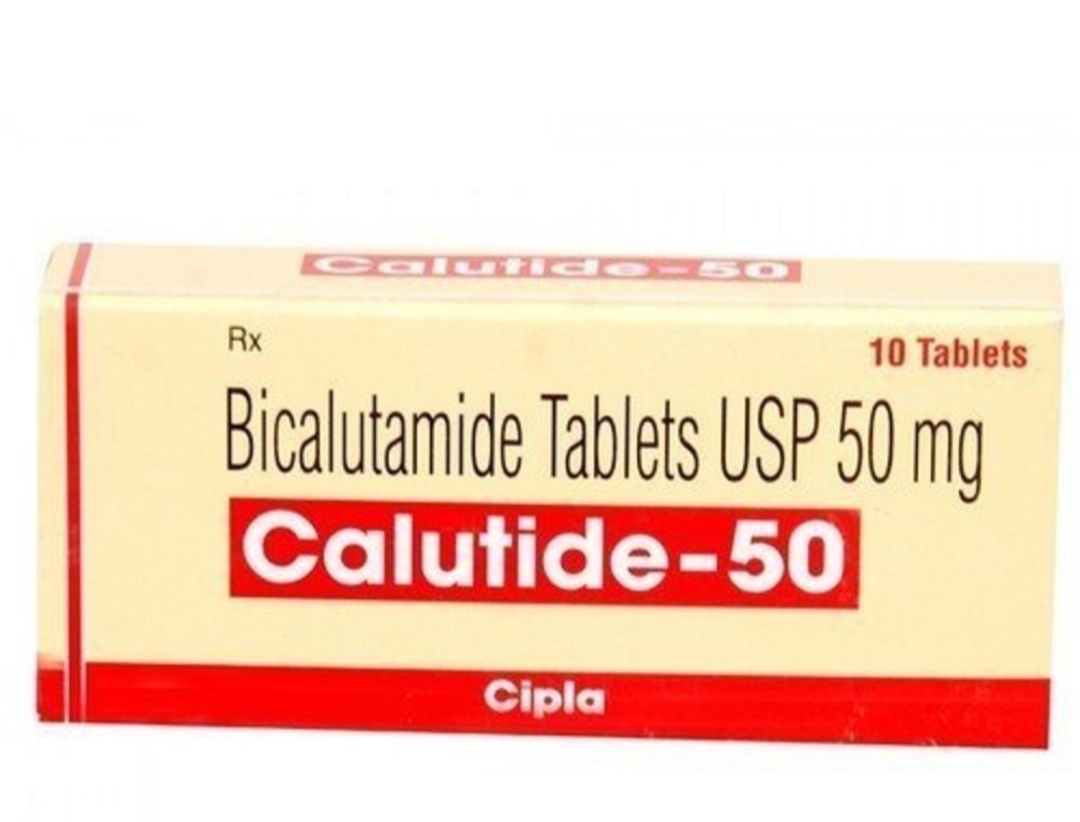 Calutide-50
Rx
10 Tablets
Bicalutamide Tablets USP 50 mg
Calutide-50
Cipla